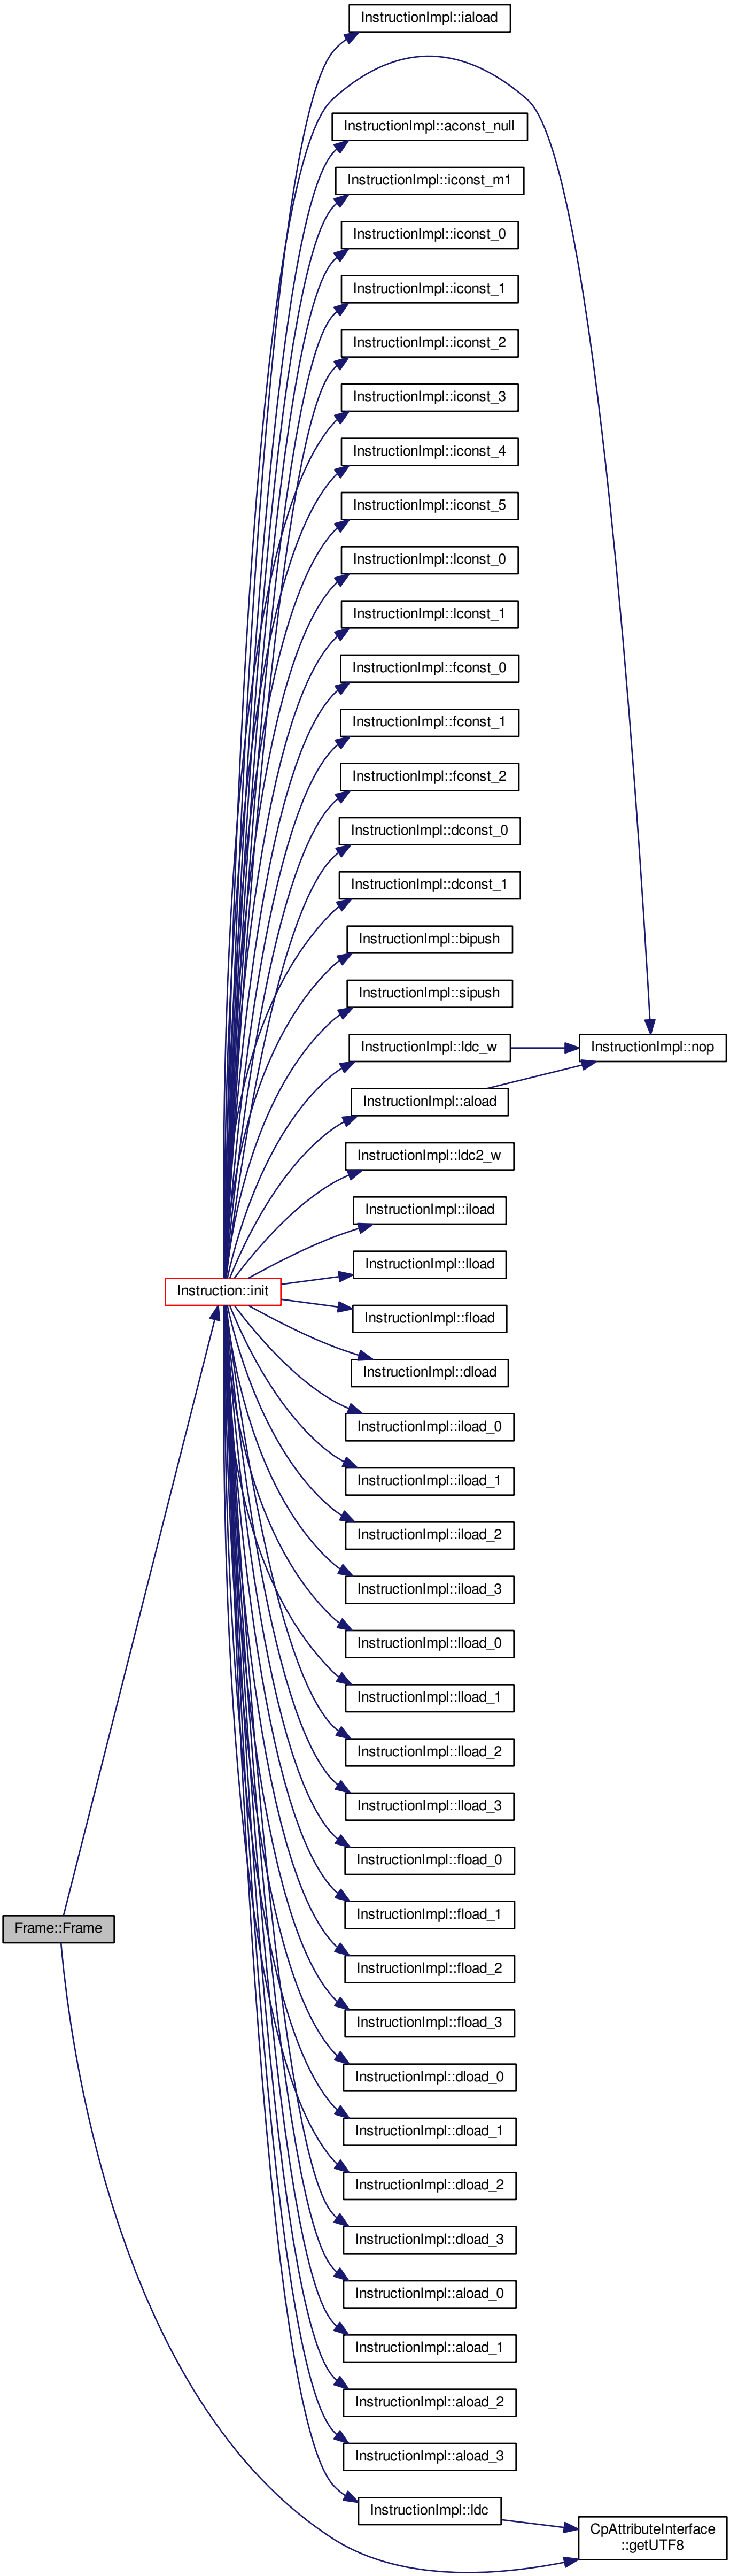 InstructionImpl::iaload
InstructionImpl::aconst_null
InstructionImpl::iconst_m1
InstructionImpl::iconst_0
InstructionImpl::iconst_1
InstructionImpl::iconst_2
InstructionImpl::iconst_3
InstructionImpl::iconst_4
InstructionImpl::iconst_5
InstructionImpl::lconst_0
InstructionImpl::lconst_1
InstructionImpl::fconst_0
InstructionImpl::fconst_1
InstructionImpl::fconst_2
InstructionImpl::dconst_0
InstructionImpl::dconst_1
InstructionImpl::bipush
InstructionImpl::sipush
InstructionImpl::ldc_w
InstructionImpl::nop
InstructionImpl::aload
InstructionImpl::ldc2_w
InstructionImpl::iload
InstructionImpl::lload
Instruction::init
InstructionImpl::fload
InstructionImpl::dload
InstructionImpl::iload_0
InstructionImpl::iload_1
InstructionImpl::iload_2
InstructionImpl::iload_3
InstructionImpl::lload_0
InstructionImpl::lload_1
InstructionImpl::lload_2
InstructionImpl::lload_3
InstructionImpl::fload_0
InstructionImpl::fload_1
Frame::Frame
InstructionImpl::fload_2
InstructionImpl::fload_3
InstructionImpl::dload_0
InstructionImpl::dload_1
InstructionImpl::dload_2
InstructionImpl::dload_3
InstructionImpl::aload_0
InstructionImpl::aload_1
InstructionImpl::aload_2
InstructionImpl::aload_3
InstructionImpl::ldc
CpAttributeInterface
::getUTF8